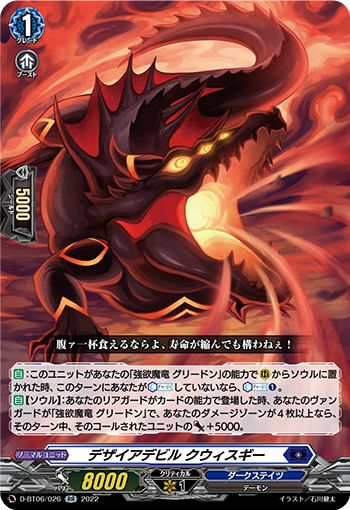 1
グレード
ブースト
5000
シールド
腹ァ一杯食えるならよ、寿命が縮んでも構わねぇ！
自:このユニットがあなたの「強欲魔竜 グリードン」の能力でRからソウルに置
かれた時、このターンにあなたがしていないなら、1。
自【ソウル】:あなたのリアガードがカードの能力で登場した時、あなたのヴァン
ガードが「強欲魔竜 グリードン」で、あなたのダメージゾーンが4枚以上なら、
そのターン中、そのコールされたユニットの+5000。
ノーマルユニット
デザイアデビル クウィスギー
パワー 8000
クリティカル
1
ダークステイツ
デーモン
D-BT06/026 RR 2022
イラスト/石川健太